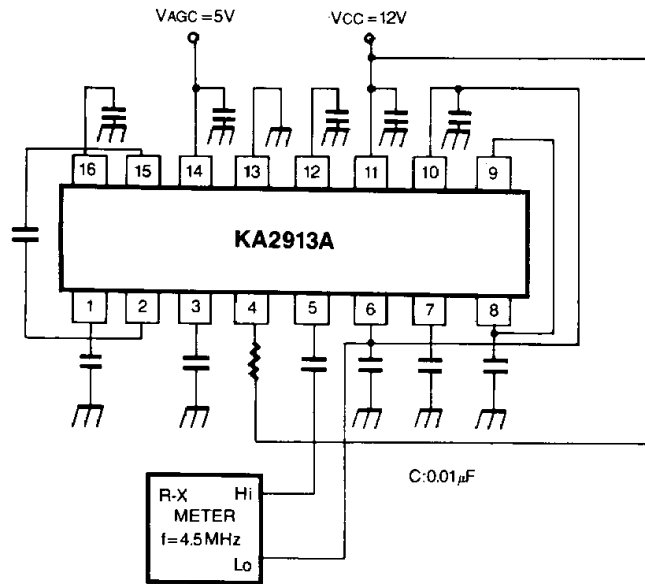 VAGC=5V VCC=12V
16 15 14 13 12 11 10 9
KA2913A
1 2 3 4 5 6 7 8
C:0.01μF
R-X Hi
METER
f=4.5MHz
Lo